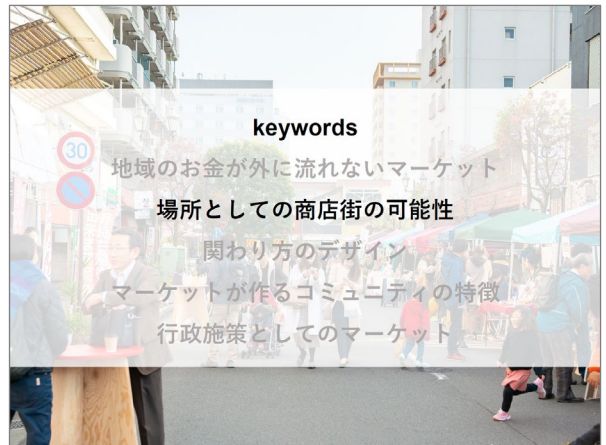 keywords
地域のお金が外に流れないマーケット
場所としての商店街の可能性
関わり方のデザイン
マーケットが作るコミュニティの特徴
行政施策としてのマーケット
30